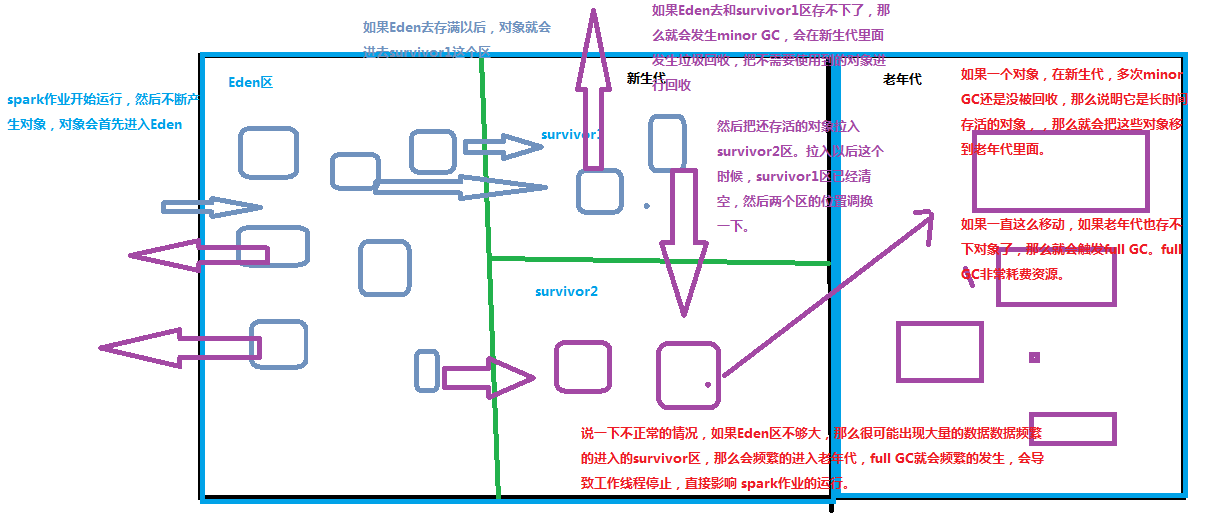 如果Eden去存满以后，对象就会
进去survivor1这个区
如果Eden去和survivor1区存不下了，那
么就会发生minor GC，会在新生代里面
发生垃圾回收，把不需要使用到的对象进
行回收
Eden区
新生代
老年代
spark作业开始运行，然后不断产
生对象，对象会首先进入Eden
survivor1
然后把还存活的对象拉入
survivor2区。拉入以后这个
时候，survivor1区已经清
空，然后两个区的位置调换
一下。
如果一个对象，在新生代，多次minor
GC还是没被回收，那么说明它是长时间
存活的对象，，那么就会把这些对象移
到老年代里面。
如果一直这么移动，如果老年代也存不
下对象了，那么就会触发full GC。full
GC非常耗费资源。
survivor2
说一下不正常的情况，如果Eden区不够大，那么很可能出现大量的数据数据频繁
的进入的survivor区，那么会频繁的进入老年代，full GC就会频繁的发生，会导
致工作线程停止，直接影响 spark作业的运行。